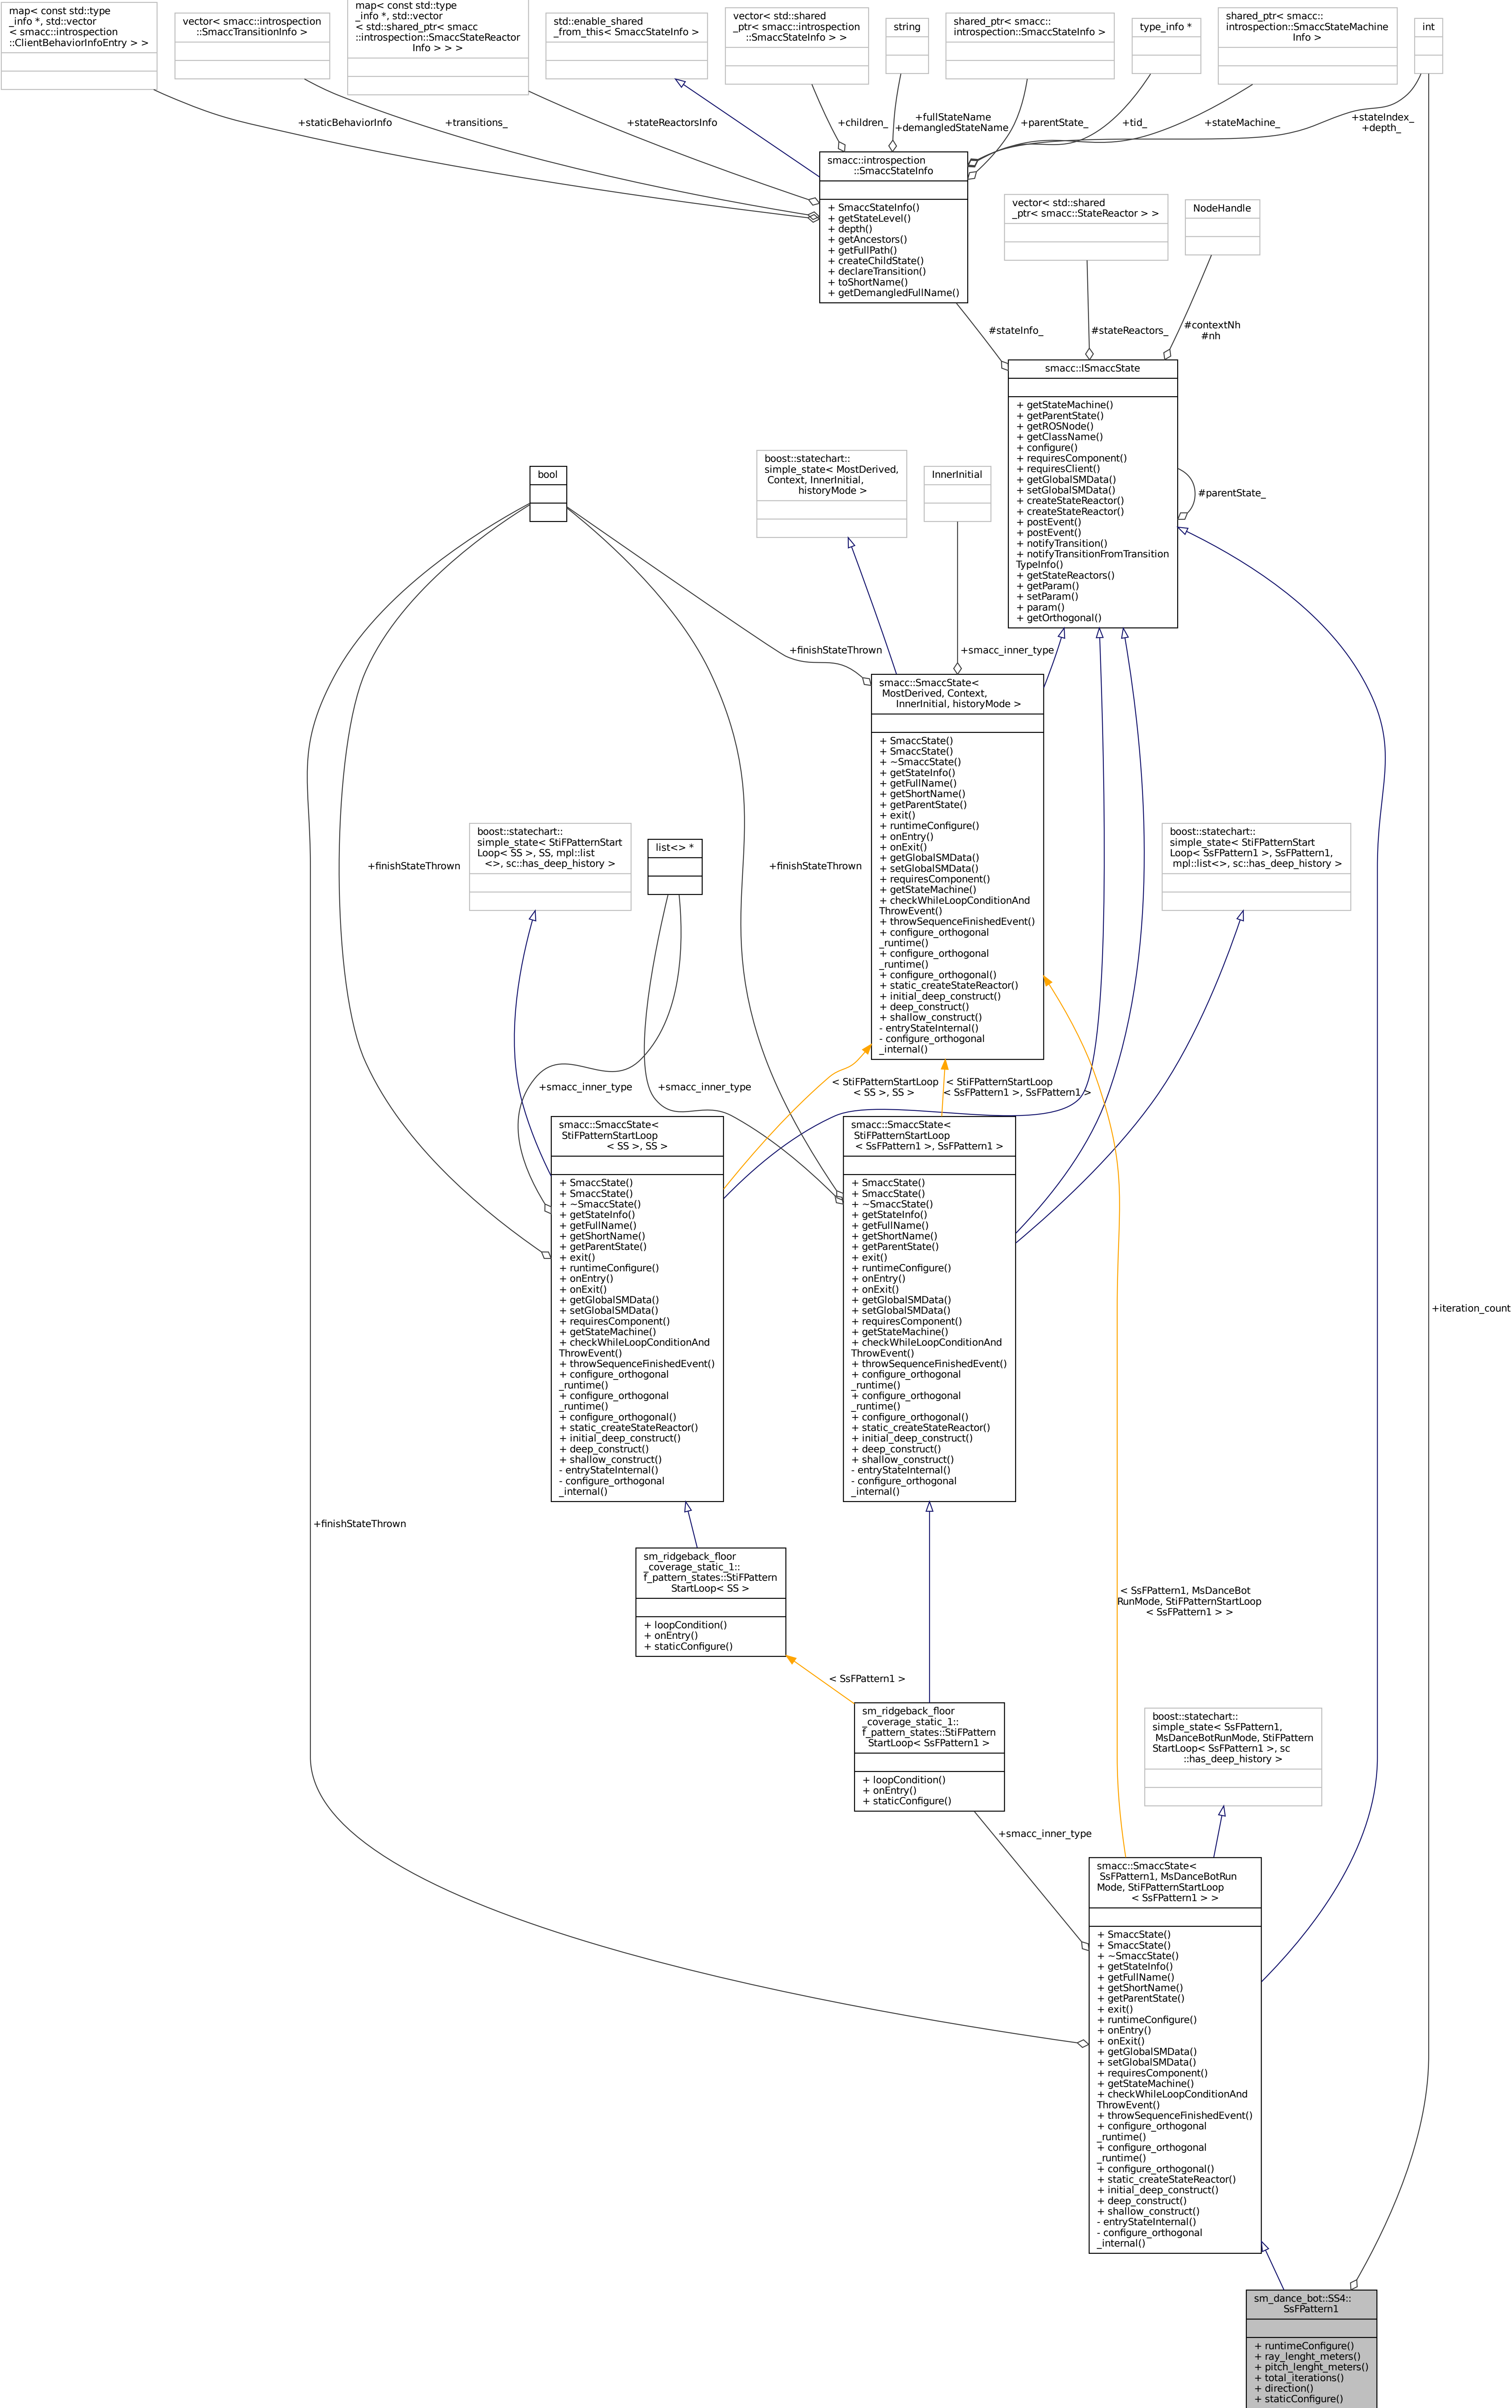 map< const std::type
_info *, std::vector
< smacc::introspection
::ClientBehaviorInfoEntry > >
vector< smacc::introspection
::SmaccTransitionInfo >
map< const std::type
_info *, std::vector
< std::shared_ptr< smacc
::introspection::SmaccStateReactor
Info > > >
std::enable_shared
_from_this< SmaccStateInfo >
vector< std::shared
_ptr< smacc::introspection
::SmaccStateInfo > >
string
shared_ptr< smacc::
introspection::SmaccStateInfo >
type_info *
shared_ptr< smacc::
introspection::SmaccStateMachine
Info >
int
+staticBehaviorInfo
+transitions_
+stateReactorsInfo
+children_
+fullStateName
+demangledStateName
+parentState_
+tid_
+stateMachine_
+stateIndex_
+depth_
smacc::introspection
::SmaccStateInfo
+ SmaccStateInfo()
+ getStateLevel()
+ depth()
+ getAncestors()
+ getFullPath()
+ createChildState()
+ declareTransition()
+ toShortName()
+ getDemangledFullName()
vector< std::shared
_ptr< smacc::StateReactor > >
NodeHandle
#stateInfo_
#stateReactors_
#contextNh
#nh
smacc::ISmaccState
+ getStateMachine()
+ getParentState()
+ getROSNode()
+ getClassName()
+ configure()
+ requiresComponent()
+ requiresClient()
+ getGlobalSMData()
+ setGlobalSMData()
+ createStateReactor()
+ createStateReactor()
+ postEvent()
+ postEvent()
+ notifyTransition()
+ notifyTransitionFromTransition
TypeInfo()
+ getStateReactors()
+ getParam()
+ setParam()
+ param()
+ getOrthogonal()
#parentState_
boost::statechart::
simple_state< MostDerived,
Context, InnerInitial,
historyMode >
InnerInitial
bool
+finishStateThrown
+smacc_inner_type
smacc::SmaccState<
MostDerived, Context,
InnerInitial, historyMode >
+ SmaccState()
+ SmaccState()
+ ~SmaccState()
+ getStateInfo()
+ getFullName()
+ getShortName()
+ getParentState()
+ exit()
+ runtimeConfigure()
+ onEntry()
+ onExit()
+ getGlobalSMData()
+ setGlobalSMData()
+ requiresComponent()
+ getStateMachine()
+ checkWhileLoopConditionAnd
ThrowEvent()
+ throwSequenceFinishedEvent()
+ configure_orthogonal
_runtime()
+ configure_orthogonal
_runtime()
+ configure_orthogonal()
+ static_createStateReactor()
+ initial_deep_construct()
+ deep_construct()
+ shallow_construct()
- entryStateInternal()
- configure_orthogonal
_internal()
+finishStateThrown
boost::statechart::
simple_state< StiFPatternStart
Loop< SS >, SS, mpl::list
<>, sc::has_deep_history >
list<> *
+finishStateThrown
boost::statechart::
simple_state< StiFPatternStart
Loop< SsFPattern1 >, SsFPattern1,
mpl::list<>, sc::has_deep_history >
+smacc_inner_type
+smacc_inner_type
< StiFPatternStartLoop
< SS >, SS >
< StiFPatternStartLoop
< SsFPattern1 >, SsFPattern1 >
smacc::SmaccState<
StiFPatternStartLoop
< SS >, SS >
+ SmaccState()
+ SmaccState()
+ ~SmaccState()
+ getStateInfo()
+ getFullName()
+ getShortName()
+ getParentState()
+ exit()
+ runtimeConfigure()
+ onEntry()
+ onExit()
+ getGlobalSMData()
+ setGlobalSMData()
+ requiresComponent()
+ getStateMachine()
+ checkWhileLoopConditionAnd
ThrowEvent()
+ throwSequenceFinishedEvent()
+ configure_orthogonal
_runtime()
+ configure_orthogonal
_runtime()
+ configure_orthogonal()
+ static_createStateReactor()
+ initial_deep_construct()
+ deep_construct()
+ shallow_construct()
- entryStateInternal()
- configure_orthogonal
_internal()
smacc::SmaccState<
StiFPatternStartLoop
< SsFPattern1 >, SsFPattern1 >
+ SmaccState()
+ SmaccState()
+ ~SmaccState()
+ getStateInfo()
+ getFullName()
+ getShortName()
+ getParentState()
+ exit()
+ runtimeConfigure()
+ onEntry()
+ onExit()
+ getGlobalSMData()
+ setGlobalSMData()
+ requiresComponent()
+ getStateMachine()
+ checkWhileLoopConditionAnd
ThrowEvent()
+ throwSequenceFinishedEvent()
+ configure_orthogonal
_runtime()
+ configure_orthogonal
_runtime()
+ configure_orthogonal()
+ static_createStateReactor()
+ initial_deep_construct()
+ deep_construct()
+ shallow_construct()
- entryStateInternal()
- configure_orthogonal
_internal()
+iteration_count
+finishStateThrown
sm_ridgeback_floor
_coverage_static_1::
f_pattern_states::StiFPattern
StartLoop< SS >
+ loopCondition()
+ onEntry()
+ staticConfigure()
< SsFPattern1, MsDanceBot
RunMode, StiFPatternStartLoop
< SsFPattern1 > >
< SsFPattern1 >
sm_ridgeback_floor
_coverage_static_1::
f_pattern_states::StiFPattern
StartLoop< SsFPattern1 >
+ loopCondition()
+ onEntry()
+ staticConfigure()
boost::statechart::
simple_state< SsFPattern1,
MsDanceBotRunMode, StiFPattern
StartLoop< SsFPattern1 >, sc
::has_deep_history >
+smacc_inner_type
smacc::SmaccState<
SsFPattern1, MsDanceBotRun
Mode, StiFPatternStartLoop
< SsFPattern1 > >
+ SmaccState()
+ SmaccState()
+ ~SmaccState()
+ getStateInfo()
+ getFullName()
+ getShortName()
+ getParentState()
+ exit()
+ runtimeConfigure()
+ onEntry()
+ onExit()
+ getGlobalSMData()
+ setGlobalSMData()
+ requiresComponent()
+ getStateMachine()
+ checkWhileLoopConditionAnd
ThrowEvent()
+ throwSequenceFinishedEvent()
+ configure_orthogonal
_runtime()
+ configure_orthogonal
_runtime()
+ configure_orthogonal()
+ static_createStateReactor()
+ initial_deep_construct()
+ deep_construct()
+ shallow_construct()
- entryStateInternal()
- configure_orthogonal
_internal()
sm_dance_bot::SS4::
SsFPattern1
+ runtimeConfigure()
+ ray_lenght_meters()
+ pitch_lenght_meters()
+ total_iterations()
+ direction()
+ staticConfigure()